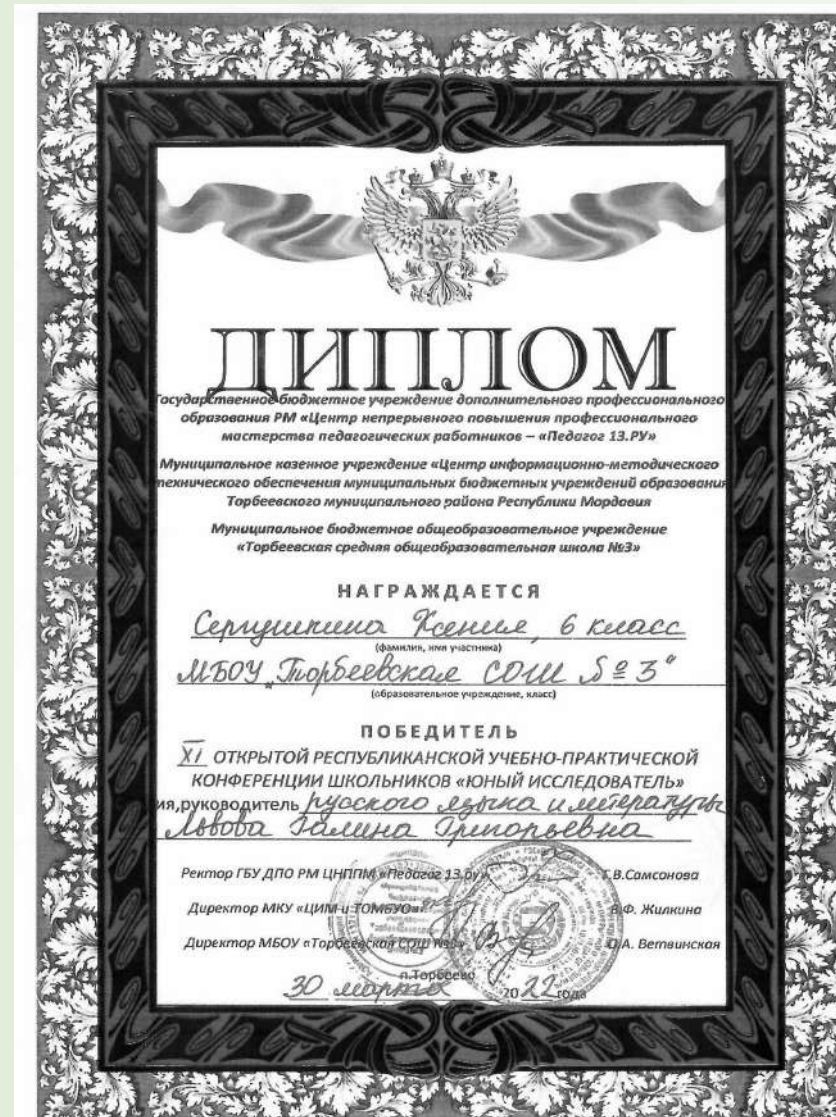 ДИПЛОМ
Государственное бюджетное учреждение дополнительного профессионального
образования РМ «Центр непрерывного повышения профессионального
мастерства педагогических работников – «Педагог 13.РУ»
Муниципальное казенное учреждение «Центр информационно-методического
технического обеспечения муниципальных бюджетных учреждений образования
Торбеевского муниципального района Республики Мордовия
Муниципальное бюджетное общеобразовательное учреждение
«Торбеевская средняя общеобразовательная школа №3»
НАГРАЖДАЕТСЯ
Сергушкина Ксения, 6 класс
(фамилия, имя участника)
МБОУ „Торбеевская СОШ №3"
(образовательное учреждение, класс)
ПОБЕДИТЕЛЬ
XI ОТКРЫТОЙ РЕСПУБЛИКАНСКОЙ УЧЕБНО-ПРАКТИЧЕСКОЙ
КОНФЕРЕНЦИИ ШКОЛЬНИКОВ «ЮНЫЙ ИССЛЕДОВАТЕЛЬ»
ия,руководитель русского языка и литературы
Львова Галина Григорьевна
Ректор ГБУ ДПО РМ ЦНППМ «Педагог 13.ру» Т.В.Самсонова
Директор МКУ «ЦИМ и ТОМБУО» В.Ф. Жилкина
Директор МБОУ «Торбеевская СОШ №3» О.А. Ветвинская
п.Торбеево
30 марта 2022 года